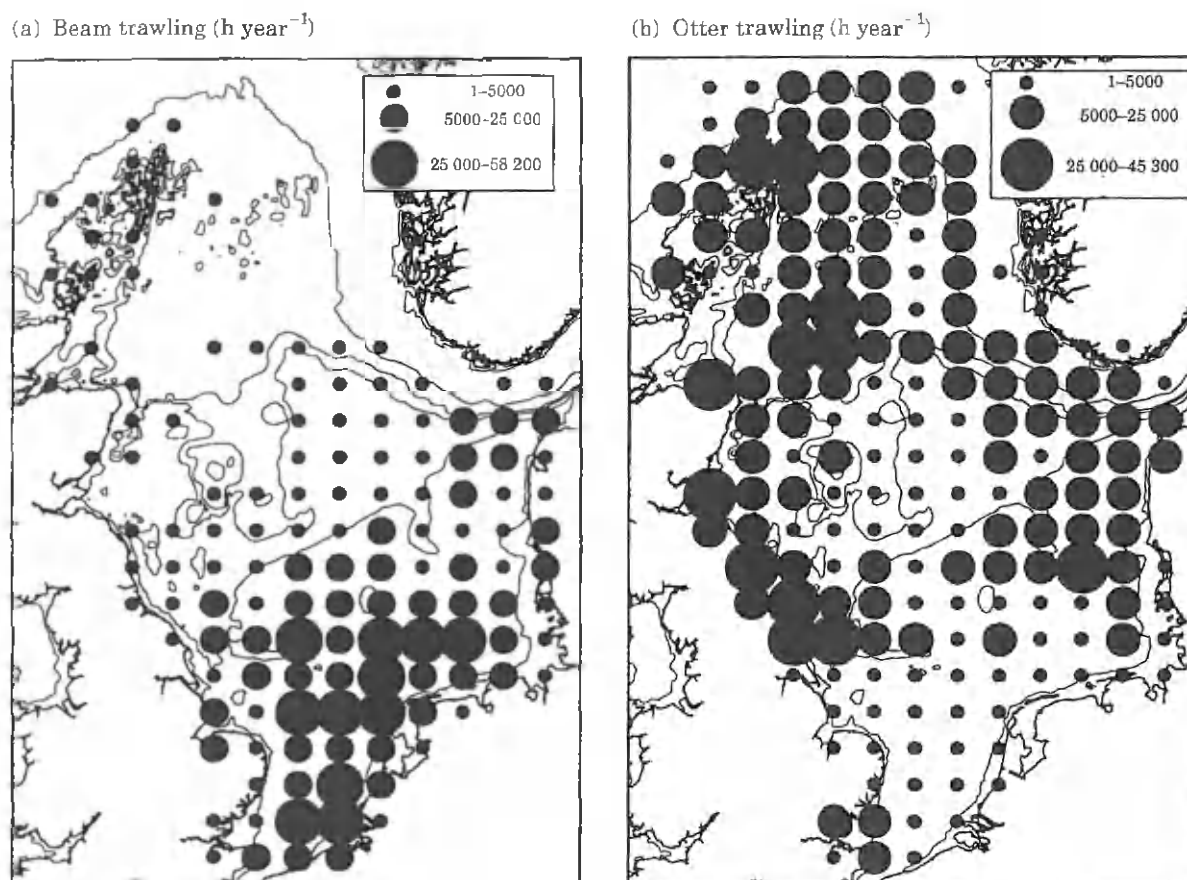 (a) Beam trawling (h year⁻¹)
1–5000
5000–25 000
25 000–58 200
(b) Otter trawling (h year⁻¹)
1–5000
5000–25 000
25 000–45 300